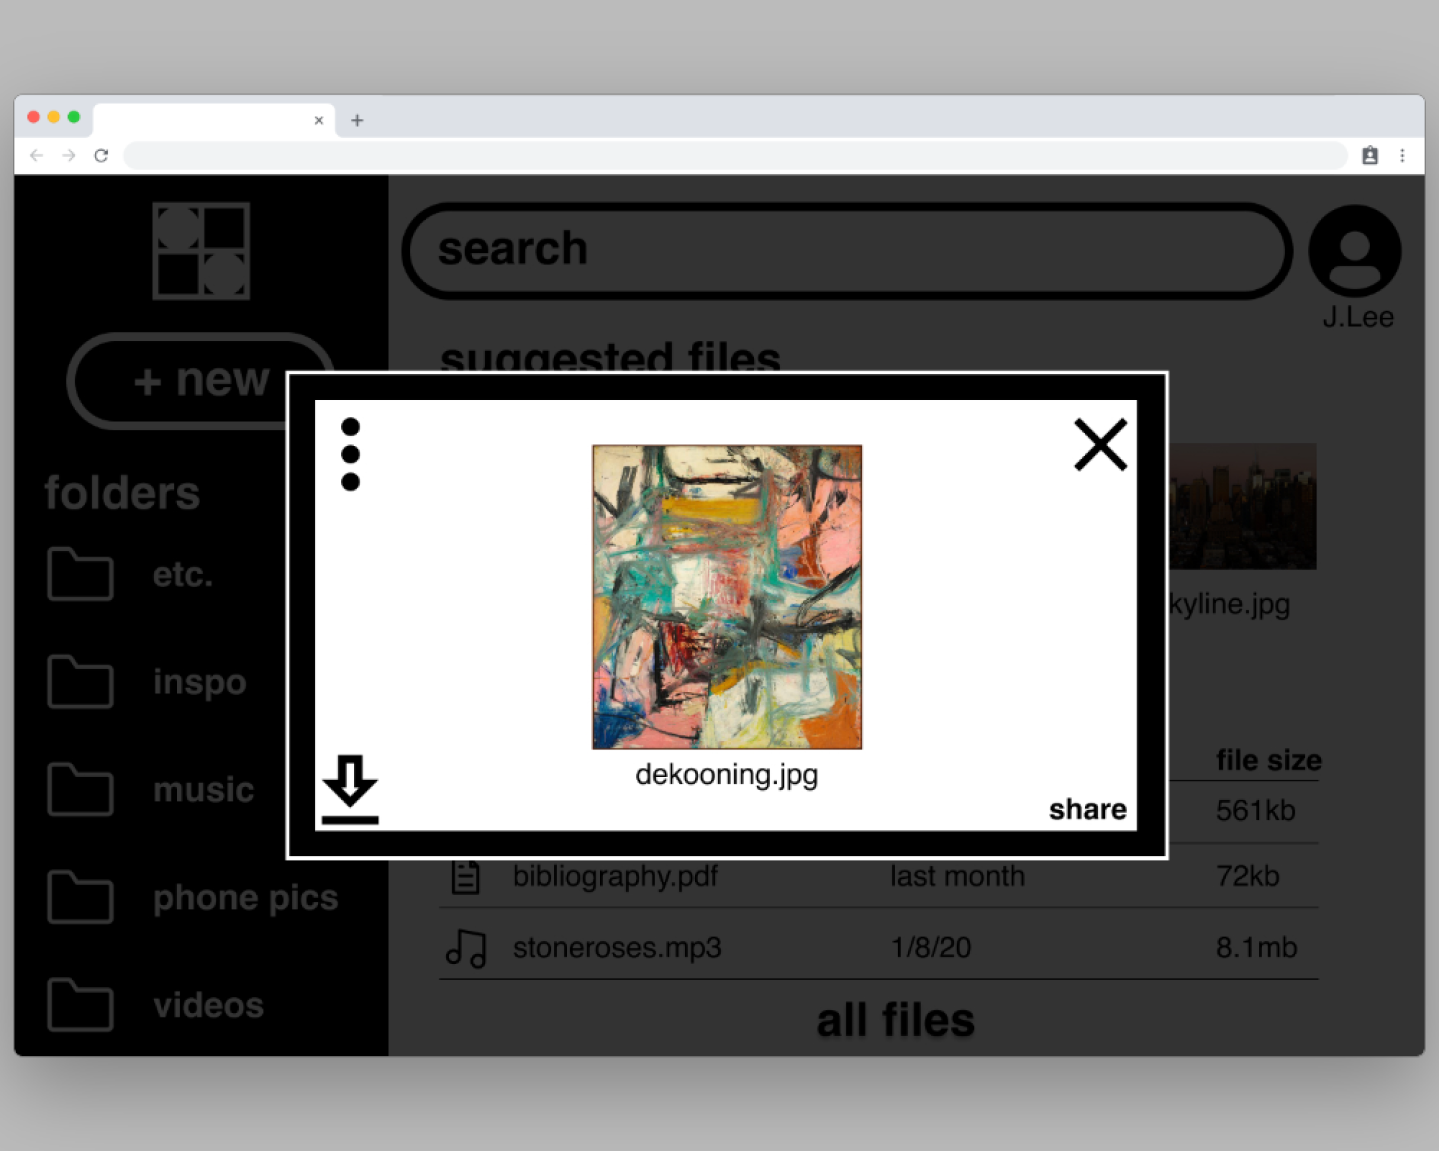 search
J.Lee
suggested files
+ new
folders
etc.
inspo
music
phone pics
videos
dekooning.jpg
share
kyline.jpg
file size
561kb
bibliography.pdf last month 72kb
stoneroses.mp3 1/8/20 8.1mb
all files